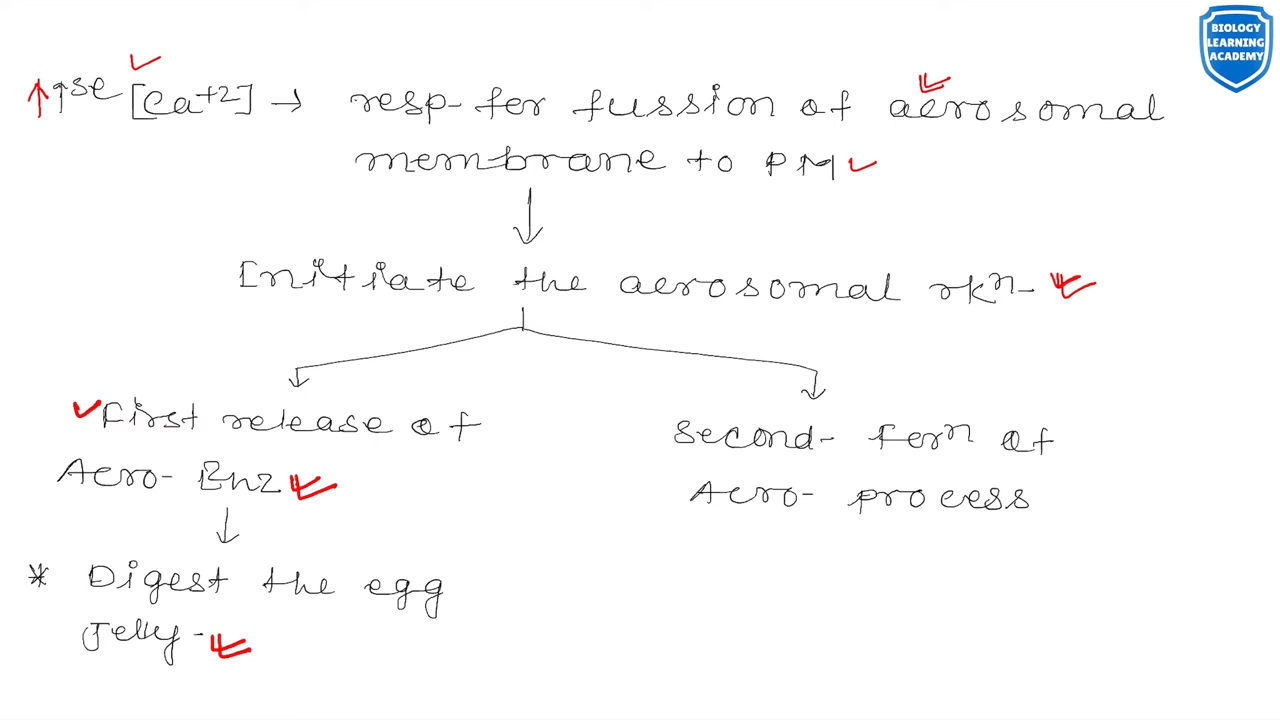 BIOLOGY
LEARNING
ACADEMY
↑↑se [Ca+2] → resp. for fussion of acrosomal
membrane to PM
Initiate the acrosomal rxn.
First release of
Acro- Enz
Second- Formn of
Acro- process
* Digest the egg
Jelly-